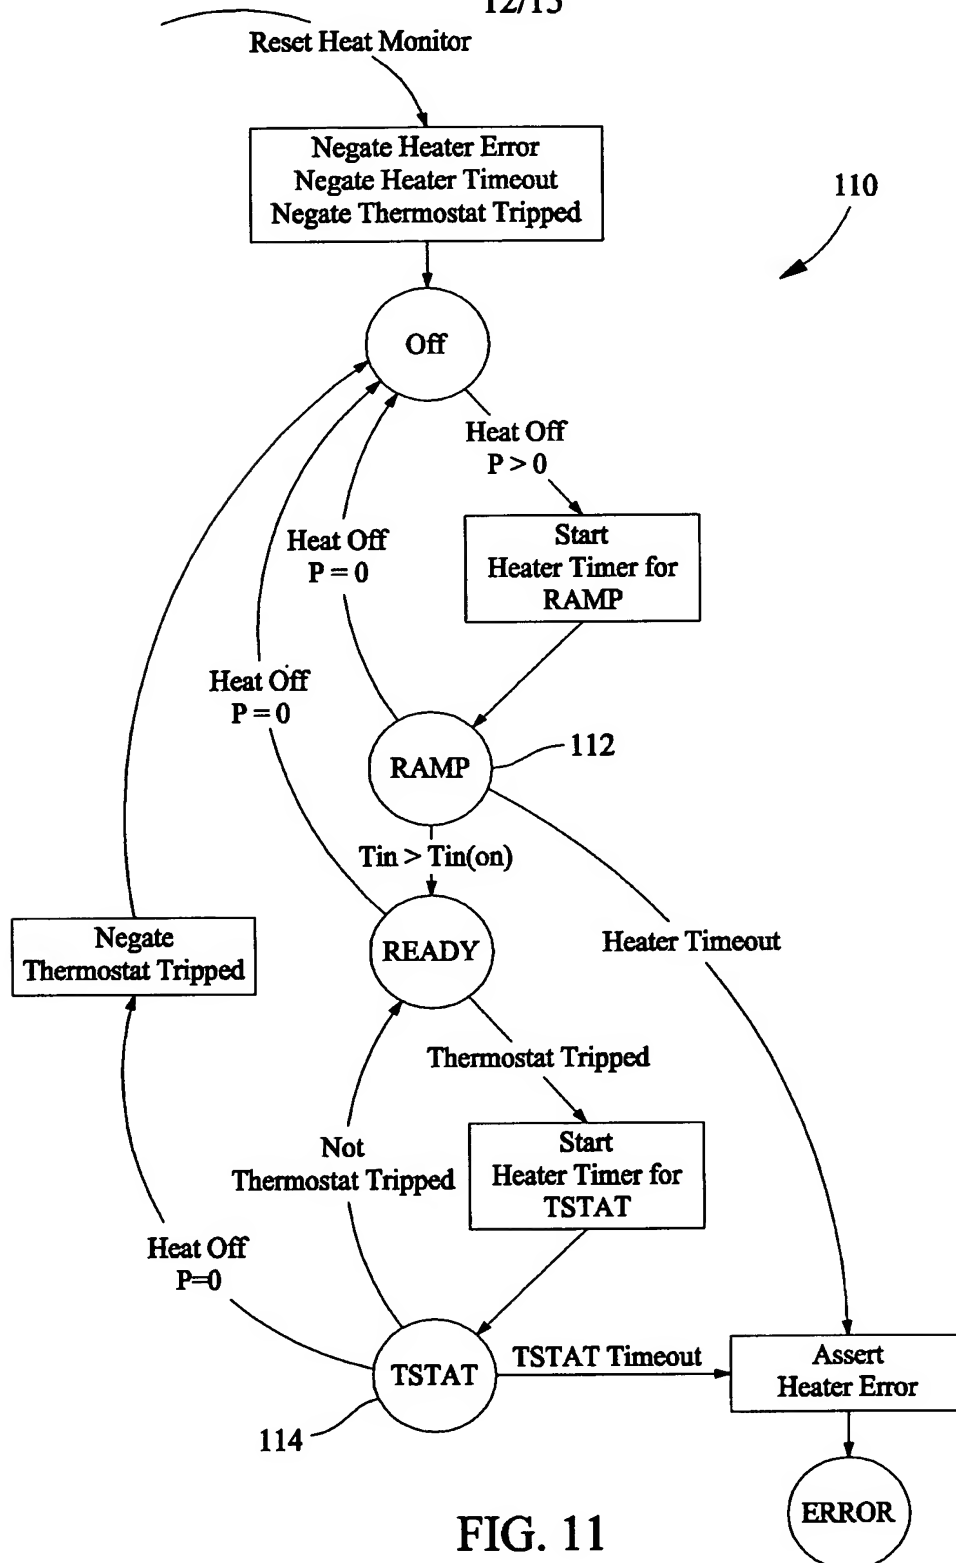 12/13
Reset Heat Monitor
Negate Heater Error
Negate Heater Timeout
Negate Thermostat Tripped
110
Off
Heat Off
P > 0
Start
Heater Timer for
RAMP
Heat Off
P = 0
Heat Off
P = 0
RAMP
112
Tin > Tin(on)
READY
Heater Timeout
Negate
Thermostat Tripped
Thermostat Tripped
Start
Heater Timer for
TSTAT
Not
Thermostat Tripped
Heat Off
P=0
TSTAT
TSTAT Timeout
Assert
Heater Error
114
ERROR
FIG. 11